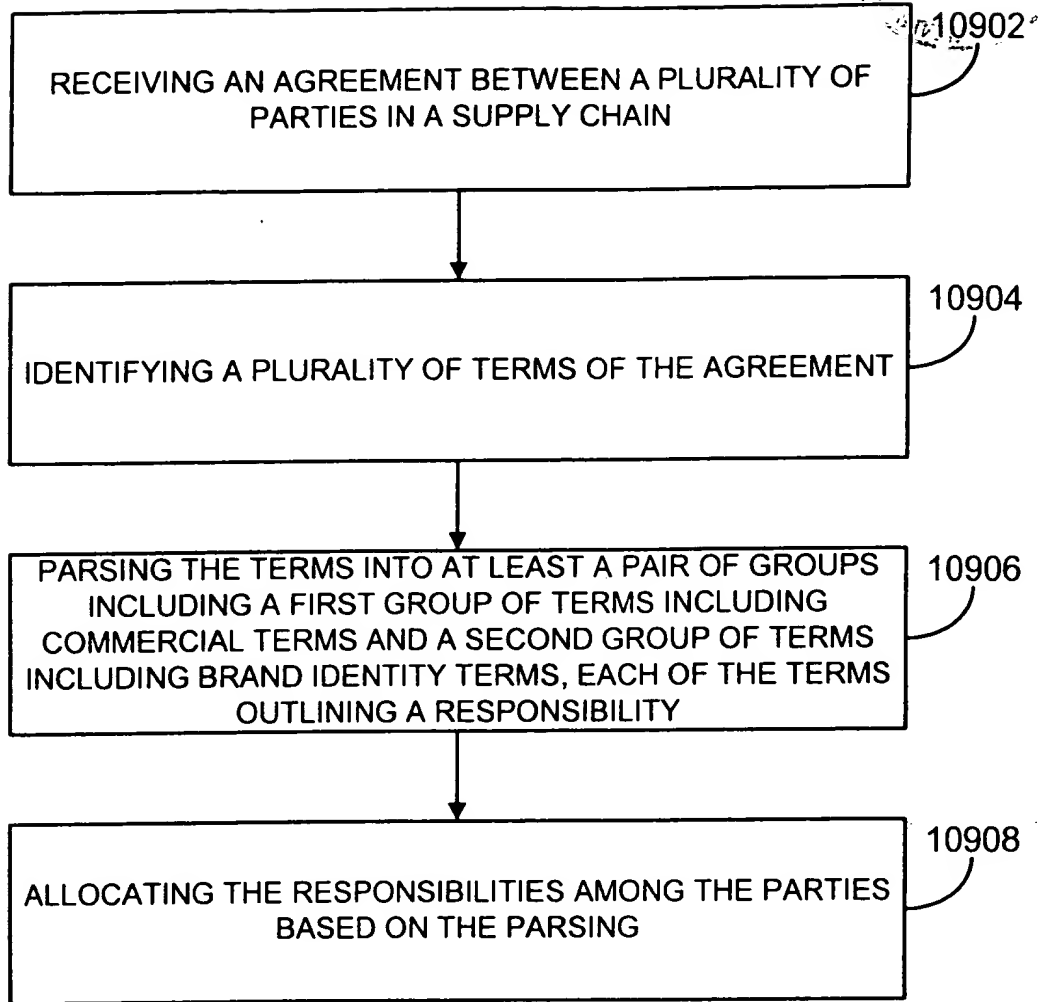 10902
RECEIVING AN AGREEMENT BETWEEN A PLURALITY OF
PARTIES IN A SUPPLY CHAIN
10904
IDENTIFYING A PLURALITY OF TERMS OF THE AGREEMENT
10906
PARSING THE TERMS INTO AT LEAST A PAIR OF GROUPS
INCLUDING A FIRST GROUP OF TERMS INCLUDING
COMMERCIAL TERMS AND A SECOND GROUP OF TERMS
INCLUDING BRAND IDENTITY TERMS, EACH OF THE TERMS
OUTLINING A RESPONSIBILITY
10908
ALLOCATING THE RESPONSIBILITIES AMONG THE PARTIES
BASED ON THE PARSING